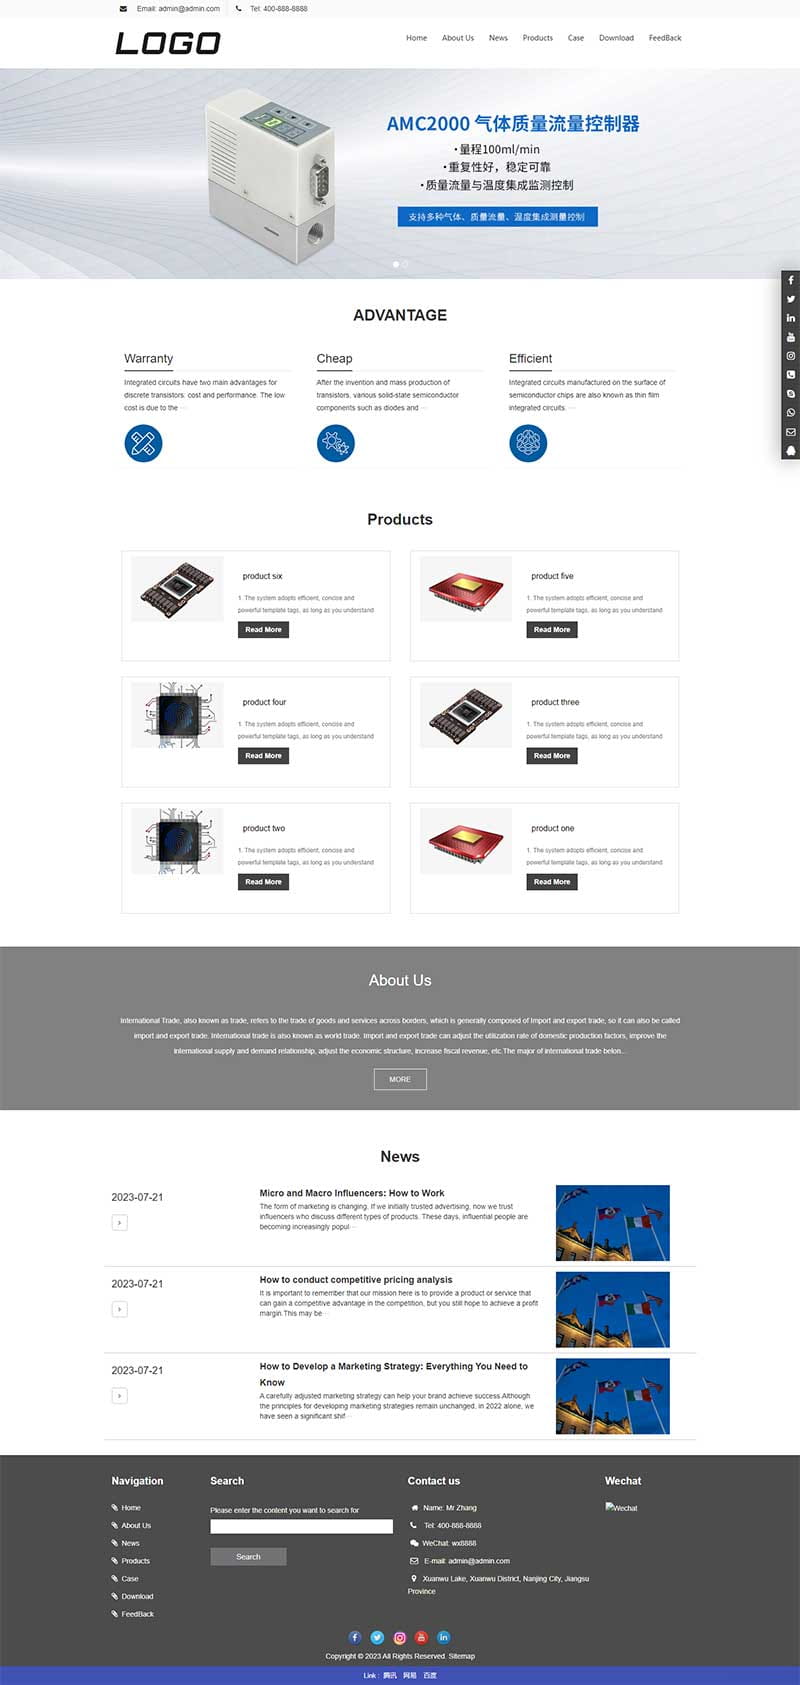 Email: admin@admin.com
Tel: 400-888-8888
LOGO
Home About Us News Products Case Download FeedBack
AMC2000 气体质量流量控制器
•量程100ml/min
•重复性好，稳定可靠
•质量流量与温度集成监测控制
支持多种气体、质量流量、温度集成测量控制
ADVANTAGE
Warranty
Integrated circuits have two main advantages for
discrete transistors: cost and performance. The low
cost is due to the ···
Cheap
After the invention and mass production of
transistors, various solid-state semiconductor
components such as diodes and ···
Efficient
Integrated circuits manufactured on the surface of
semiconductor chips are also known as thin film
integrated circuits. ···
Products
product six
1. The system adopts efficient, concise and
powerful template tags, as long as you understand
Read More
product five
1. The system adopts efficient, concise and
powerful template tags, as long as you understand
Read More
product four
1. The system adopts efficient, concise and
powerful template tags, as long as you understand
Read More
product three
1. The system adopts efficient, concise and
powerful template tags, as long as you understand
Read More
product two
1. The system adopts efficient, concise and
powerful template tags, as long as you understand
Read More
product one
1. The system adopts efficient, concise and
powerful template tags, as long as you understand
Read More
About Us
International Trade, also known as trade, refers to the trade of goods and services across borders, which is generally composed of Import and export trade, so it can also be called
import and export trade. International trade is also known as world trade. Import and export trade can adjust the utilization rate of domestic production factors, improve the
international supply and demand relationship, adjust the economic structure, increase fiscal revenue, etc.The major of international trade belon...
MORE
News
2023-07-21
Micro and Macro Influencers: How to Work
The form of marketing is changing. If we initially trusted advertising, now we trust
influencers who discuss different types of products. These days, influential people are
becoming increasingly popul···
2023-07-21
How to conduct competitive pricing analysis
It is important to remember that our mission here is to provide a product or service that
can gain a competitive advantage in the competition, but you still hope to achieve a profit
margin.This may be···
2023-07-21
How to Develop a Marketing Strategy: Everything You Need to
Know
A carefully adjusted marketing strategy can help your brand achieve success.Although
the principles for developing marketing strategies remain unchanged, in 2022 alone, we
have seen a significant shif···
Navigation
Home
About Us
News
Products
Case
Download
FeedBack
Search
Please enter the content you want to search for
Search
Contact us
Name: Mr Zhang
Tel: 400-888-8888
WeChat: wx8888
E-mail: admin@admin.com
Xuanwu Lake, Xuanwu District, Nanjing City, Jiangsu
Province
Wechat
Wechat
Copyright © 2023 All Rights Reserved. Sitemap
Link : 腾讯 网易 百度